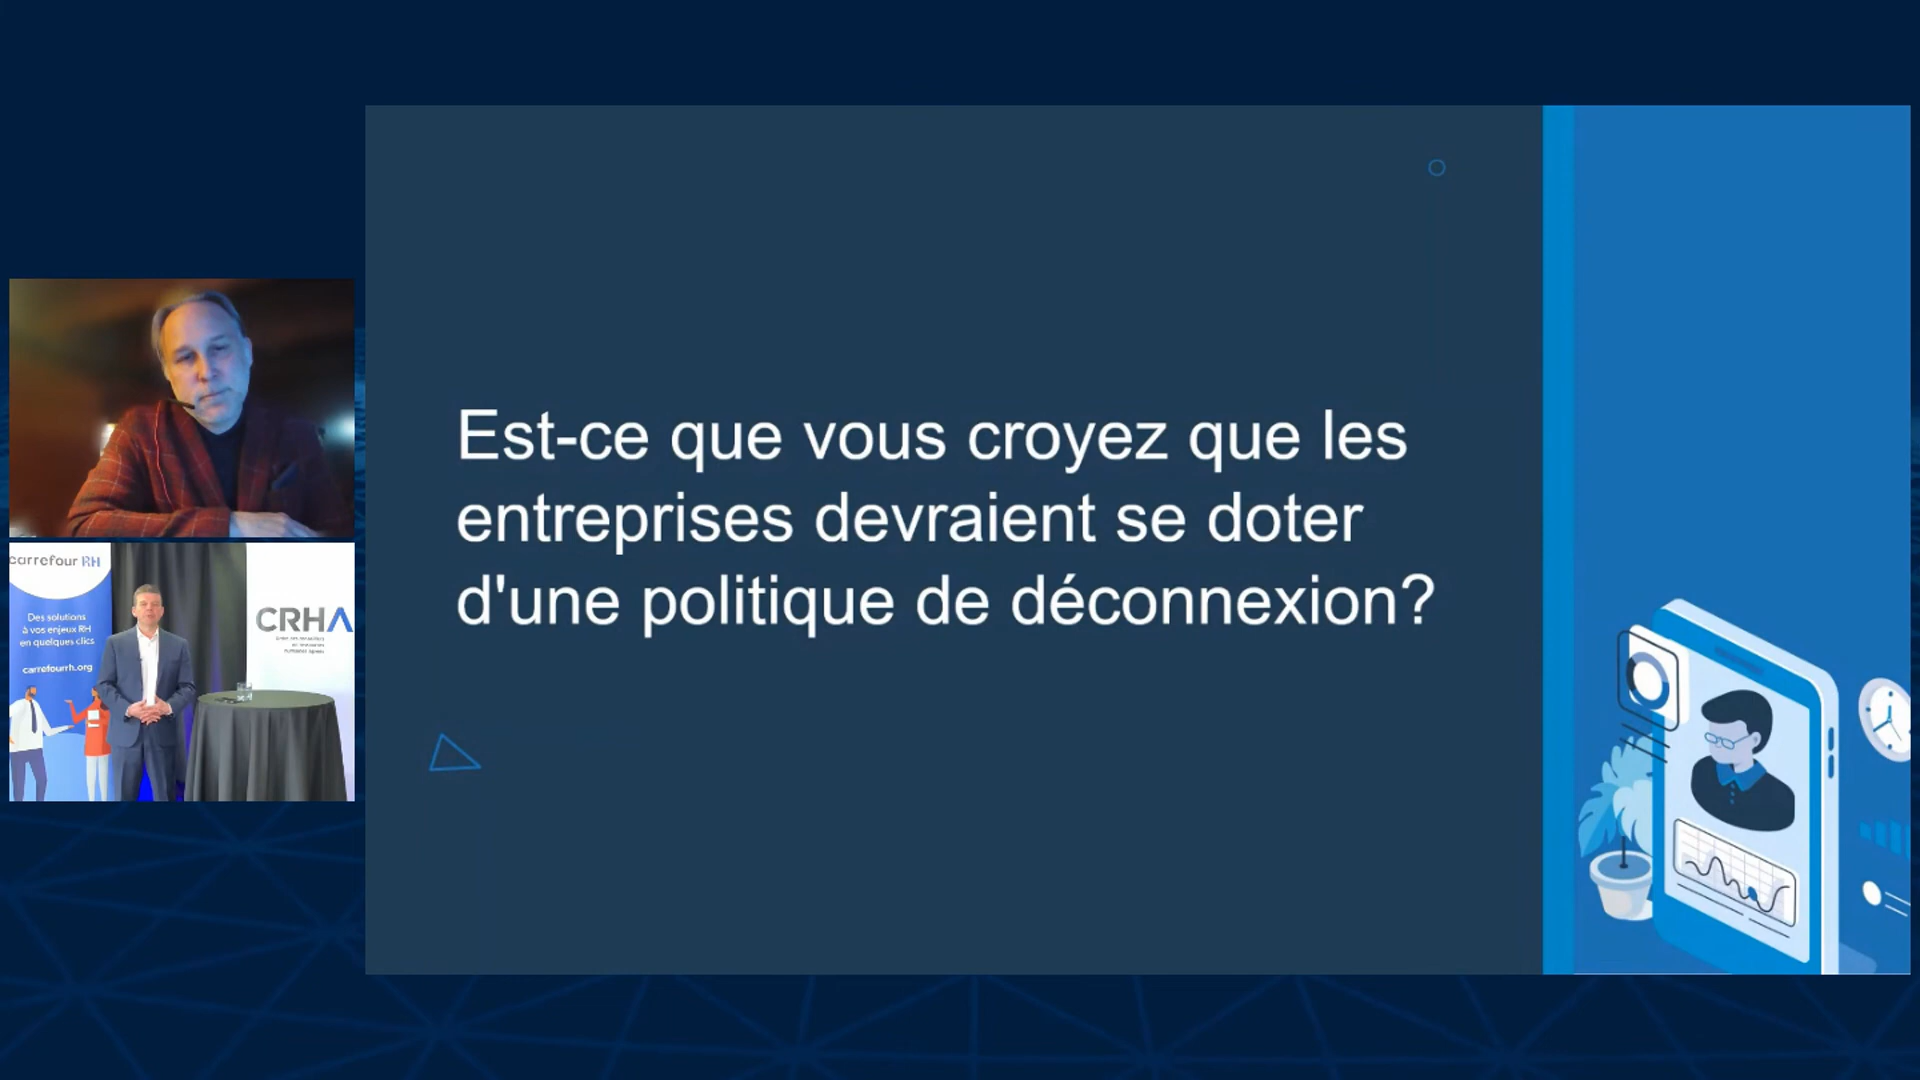 carrefour RH
Des solutions
à vos enjeux RH
en quelques clics
carrefourrh.org
CRHA
Est-ce que vous croyez que les
entreprises devraient se doter
d'une politique de déconnexion?